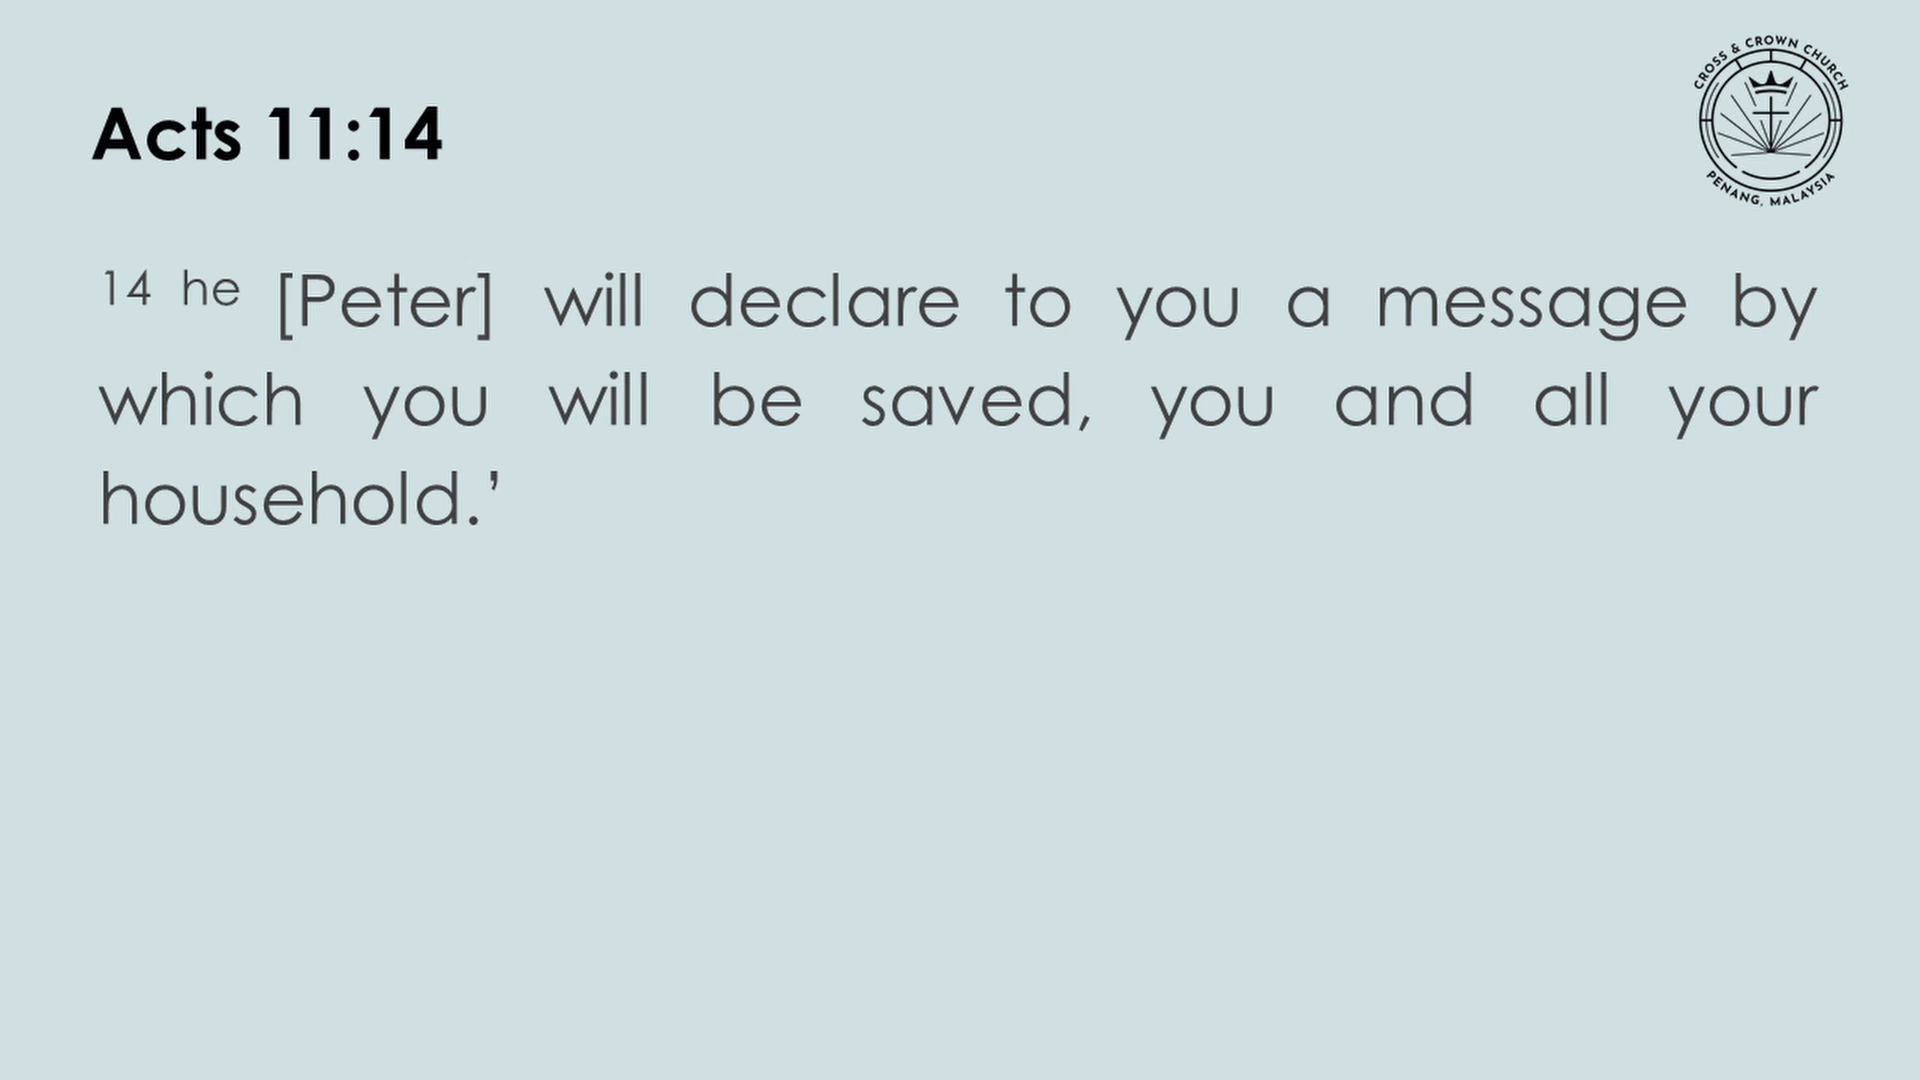 CROSS & CROWN CHURCH
PENANG, MALAYSIA
Acts 11:14
14 he [Peter] will declare to you a message by
which you will be saved, you and all your
household.’